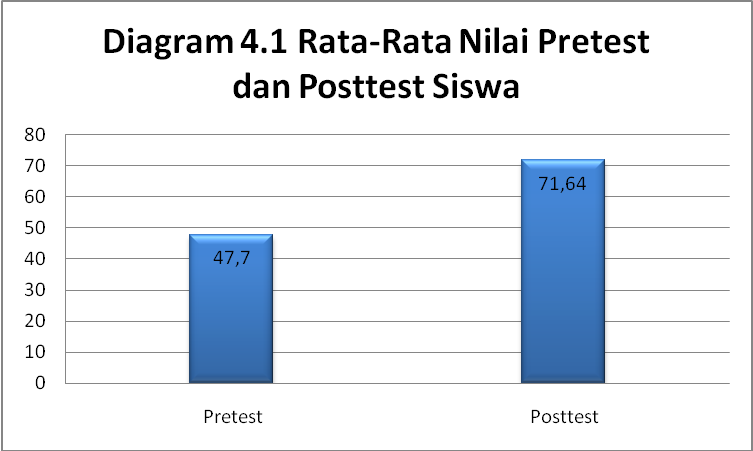 Diagram 4.1 Rata-Rata Nilai Pretest
dan Posttest Siswa
80
70
60
50
40
30
20
10
0
47,7
71,64
Pretest
Posttest